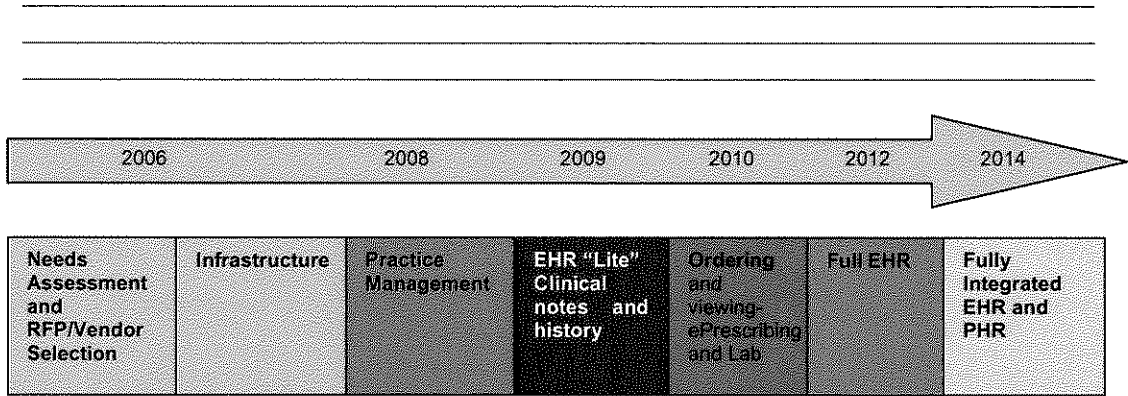 2006 2008 2009 2010 2012 2014
Needs
Assessment
and
RFP/Vendor
Selection
Infrastructure
Practice
Management
EHR “Lite”
Clinical
notes and
history
Ordering
and
viewing-
ePrescribing
and Lab
Full EHR
Fully
Integrated
EHR and
PHR